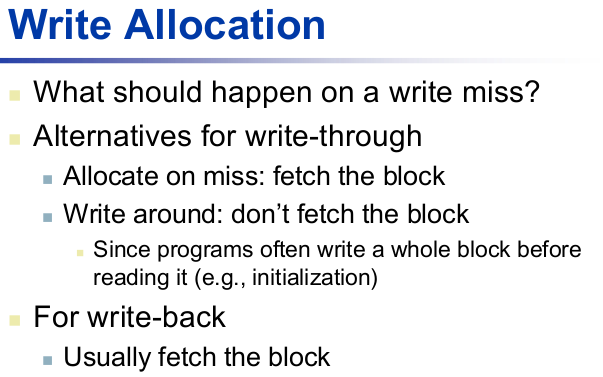 Write Allocation
What should happen on a write miss?
Alternatives for write-through
Allocate on miss: fetch the block
Write around: don’t fetch the block
Since programs often write a whole block before
reading it (e.g., initialization)
For write-back
Usually fetch the block